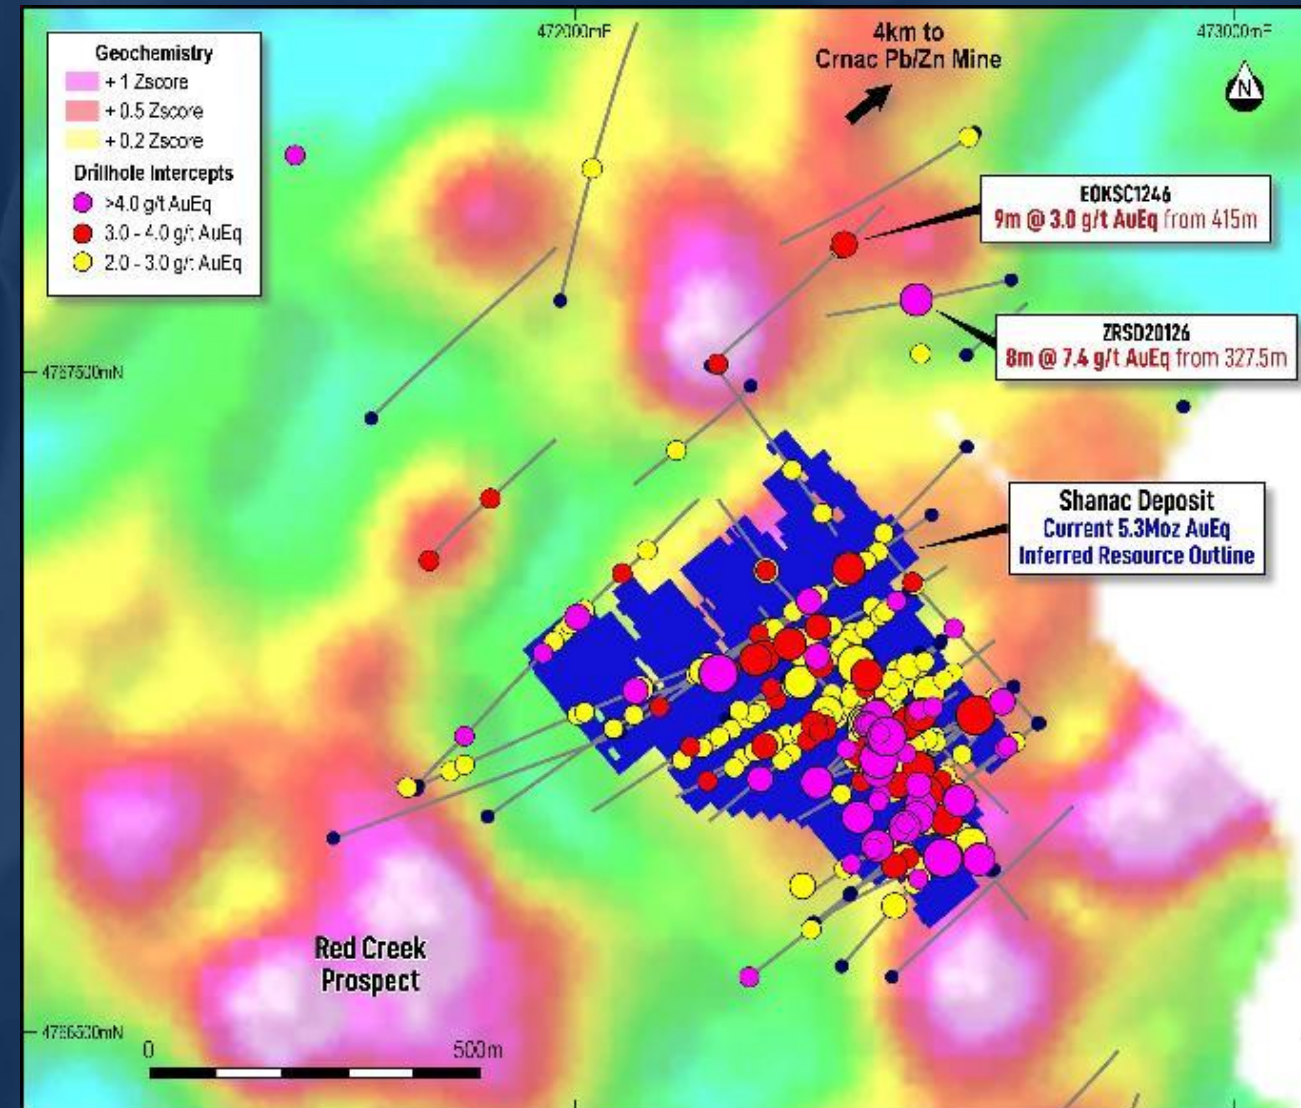 472000mE
473000mE
Geochemistry
+ 1 Zscore
+ 0.5 Zscore
+ 0.2 Zscore
Drillhole Intercepts
>4.0 g/t AuEq
3.0 - 4.0 g/t AuEq
2.0 - 3.0 g/t AuEq
4km to
Crnac Pb/Zn Mine
N
EOKSC1246
9m @ 3.0 g/t AuEq from 415m
ZRSD20126
8m @ 7.4 g/t AuEq from 327.5m
4767500mN
Shanac Deposit
Current 5.3Moz AuEq
Inferred Resource Outline
Red Creek
Prospect
4766500mN
0 500m